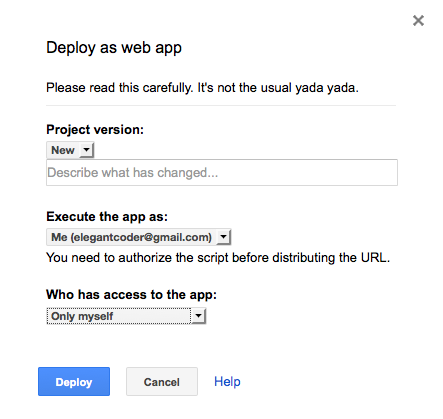 Deploy as web app
Please read this carefully. It's not the usual yada yada.
Project version:
New
Describe what has changed...
Execute the app as:
Me (elegantcoder@gmail.com)
You need to authorize the script before distributing the URL.
Who has access to the app:
Only myself
Deploy Cancel Help